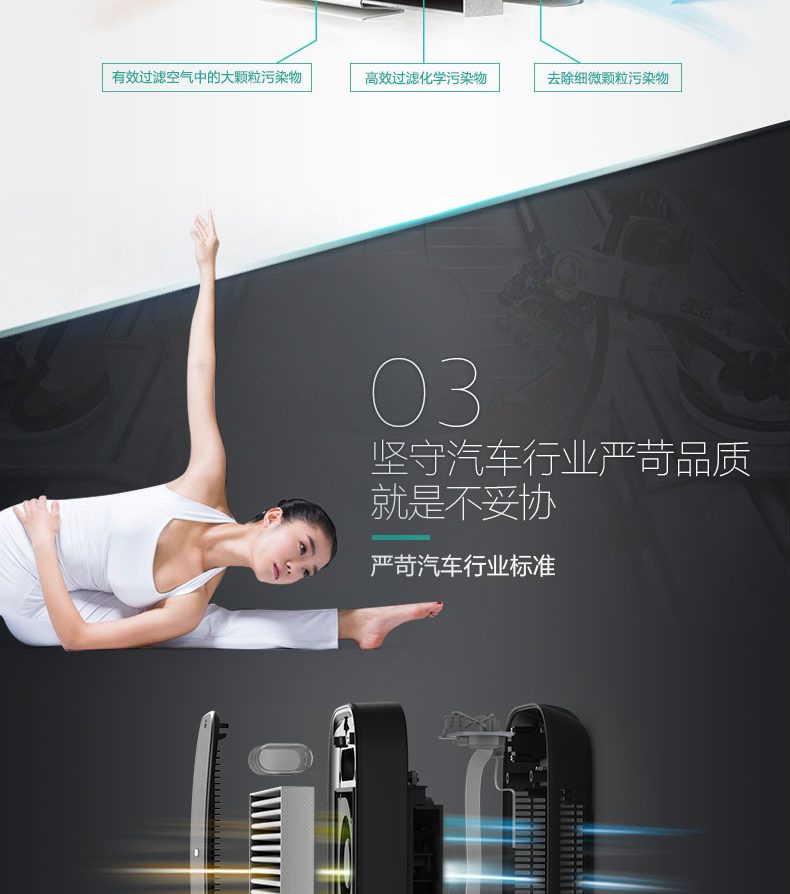 有效过滤空气中的大颗粒污染物
高效过滤化学污染物
去除细微颗粒污染物
03
坚守汽车行业严苛品质
就是不妥协
严苛汽车行业标准